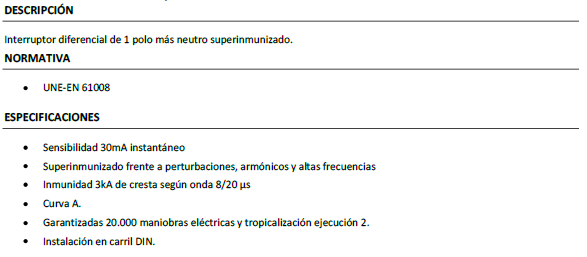 DESCRIPCIÓN
Interruptor diferencial de 1 polo más neutro superinmunizado.
NORMATIVA
• UNE-EN 61008
ESPECIFICACIONES
• Sensibilidad 30mA instantáneo
• Superinmunizado frente a perturbaciones, armónicos y altas frecuencias
• Inmunidad 3kA de cresta según onda 8/20 µs
• Curva A.
• Garantizadas 20.000 maniobras eléctricas y tropicalización ejecución 2.
• Instalación en carril DIN.